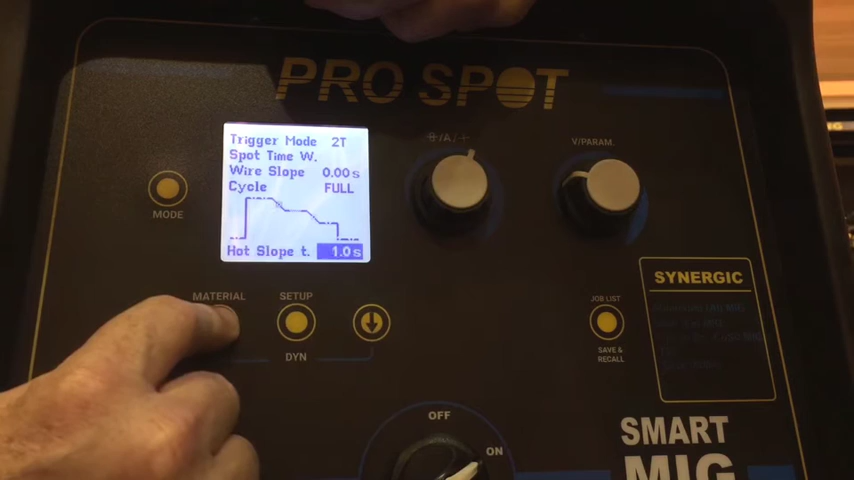 PRO SPOT
Trigger Mode 2T
Spot Time W.
Wire Slope 0.00s
Cycle FULL
Hot Slope t. 1.0s
/A/
V/PARAM.
MODE
MATERIAL
SETUP
DYN
JOB LIST
SAVE &
RECALL
SYNERGIC
OFF
ON
SMART
MIG